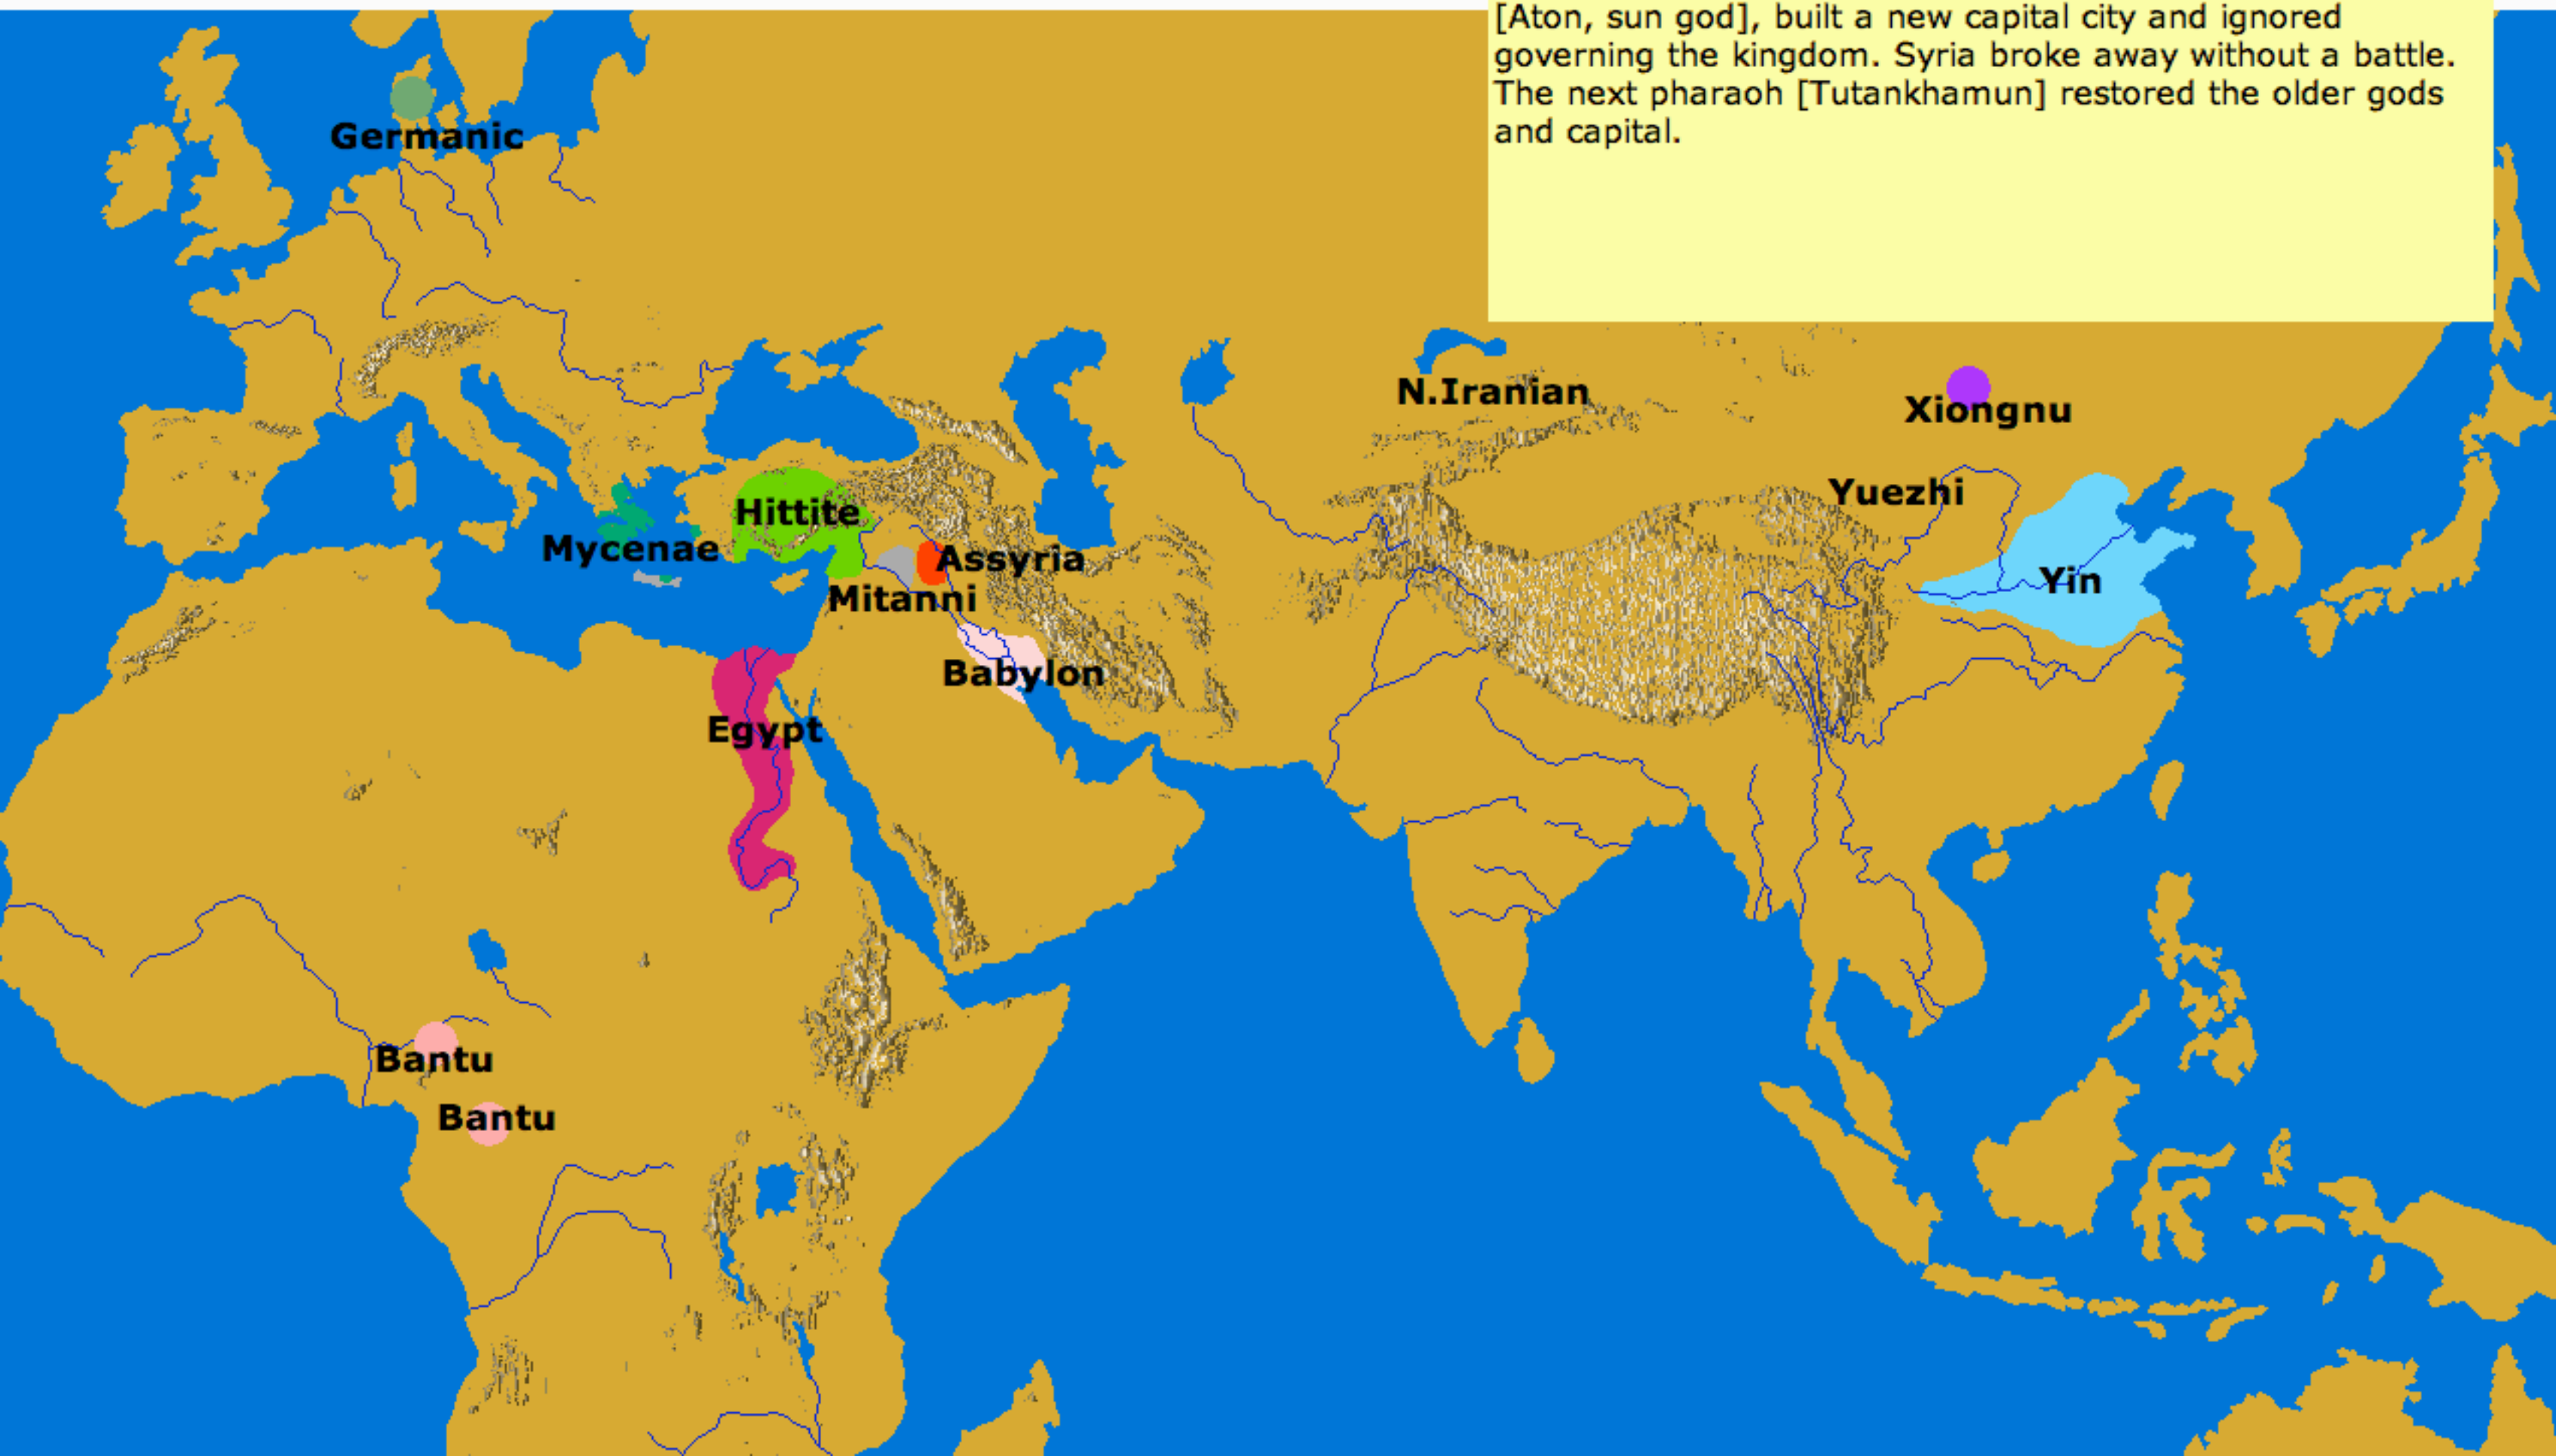 [Aton, sun god], built a new capital city and ignored
governing the kingdom. Syria broke away without a battle.
The next pharaoh [Tutankhamun] restored the older gods
and capital.
Germanic
N.Iranian
Xiongnu
Yuezhi
Hittite
Mycenae
Assyria
Yin
Mitanni
Babylon
Egypt
Bantu
Bantu